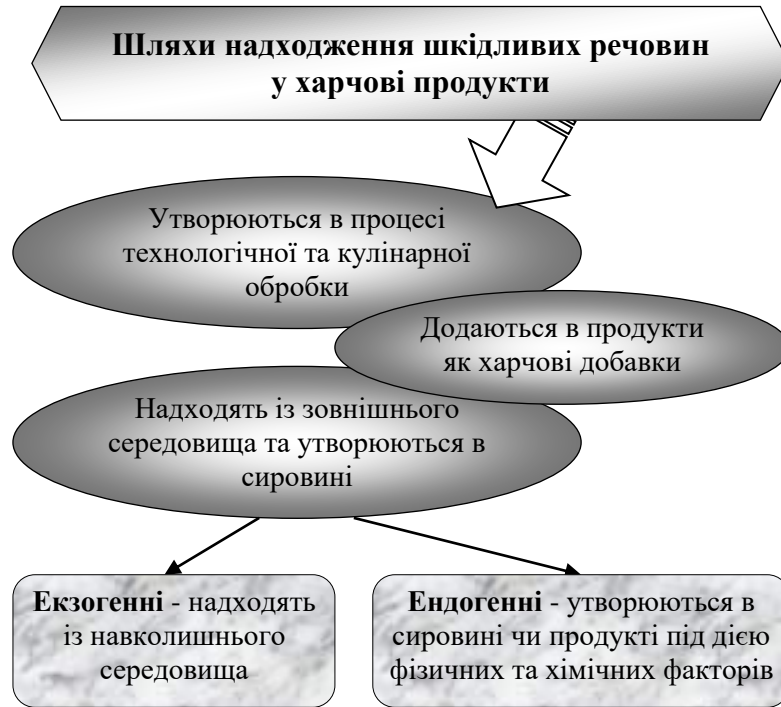 Шляхи надходження шкідливих речовин
у харчові продукти
Утворюються в процесі
технологічної та кулінарної
обробки
Додаються в продукти
як харчові добавки
Надходять із зовнішнього
середовища та утворюються в
сировині
Екзогенні - надходять
із навколишнього
середовища
Ендогенні - утворюються в
сировині чи продукті під дією
фізичних та хімічних факторів